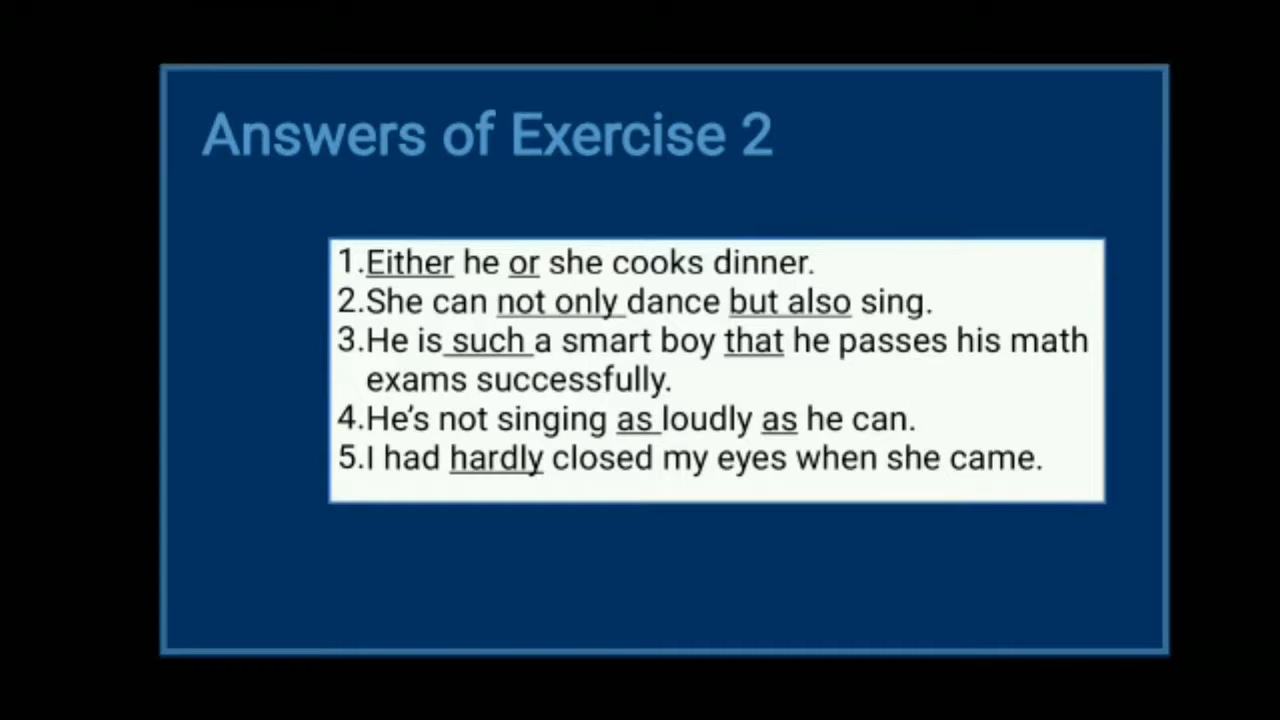 Answers of Exercise 2
1.Either he or she cooks dinner.
2.She can not only dance but also sing.
3.He is such a smart boy that he passes his math
exams successfully.
4.He’s not singing as loudly as he can.
5.I had hardly closed my eyes when she came.